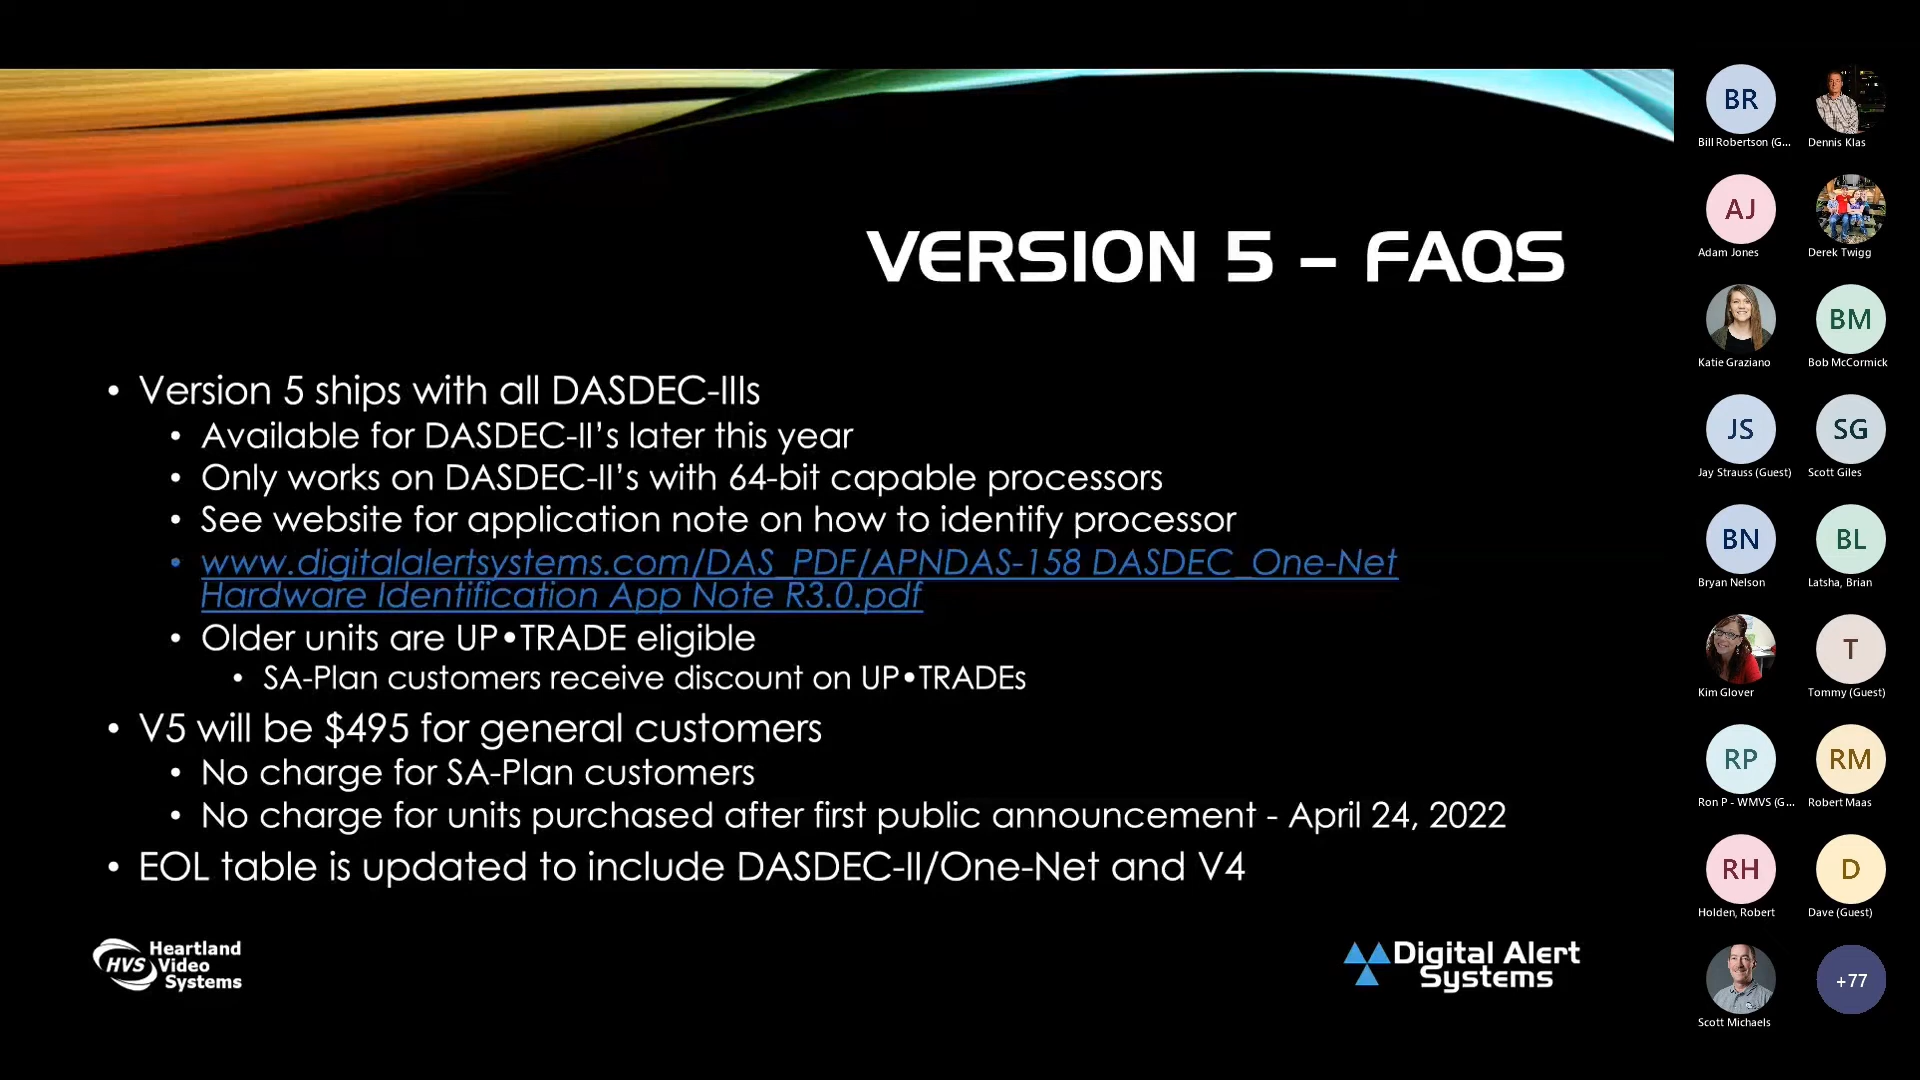 VERSION 5 – FAQS
• Version 5 ships with all DASDEC-IIIs
• Available for DASDEC-II’s later this year
• Only works on DASDEC-II’s with 64-bit capable processors
• See website for application note on how to identify processor
• www.digitalalertsystems.com/DAS_PDF/APNDAS-158 DASDEC_One-Net
Hardware Identification App Note R3.0.pdf
• Older units are UP•TRADE eligible
• SA-Plan customers receive discount on UP•TRADEs
• V5 will be $495 for general customers
• No charge for SA-Plan customers
• No charge for units purchased after first public announcement - April 24, 2022
• EOL table is updated to include DASDEC-II/One-Net and V4
HVS
Heartland
Video
Systems
Digital Alert
Systems
BR
Bill Robertson (G...
Dennis Klas
AJ
Adam Jones
Derek Twigg
Katie Graziano
BM
Bob McCormick
JS
Jay Strauss (Guest)
SG
Scott Giles
BN
Bryan Nelson
BL
Latsha, Brian
Kim Glover
T
Tommy (Guest)
RP
Ron P - WMVS (G...
RM
Robert Maas
RH
Holden, Robert
D
Dave (Guest)
Scott Michaels
+77